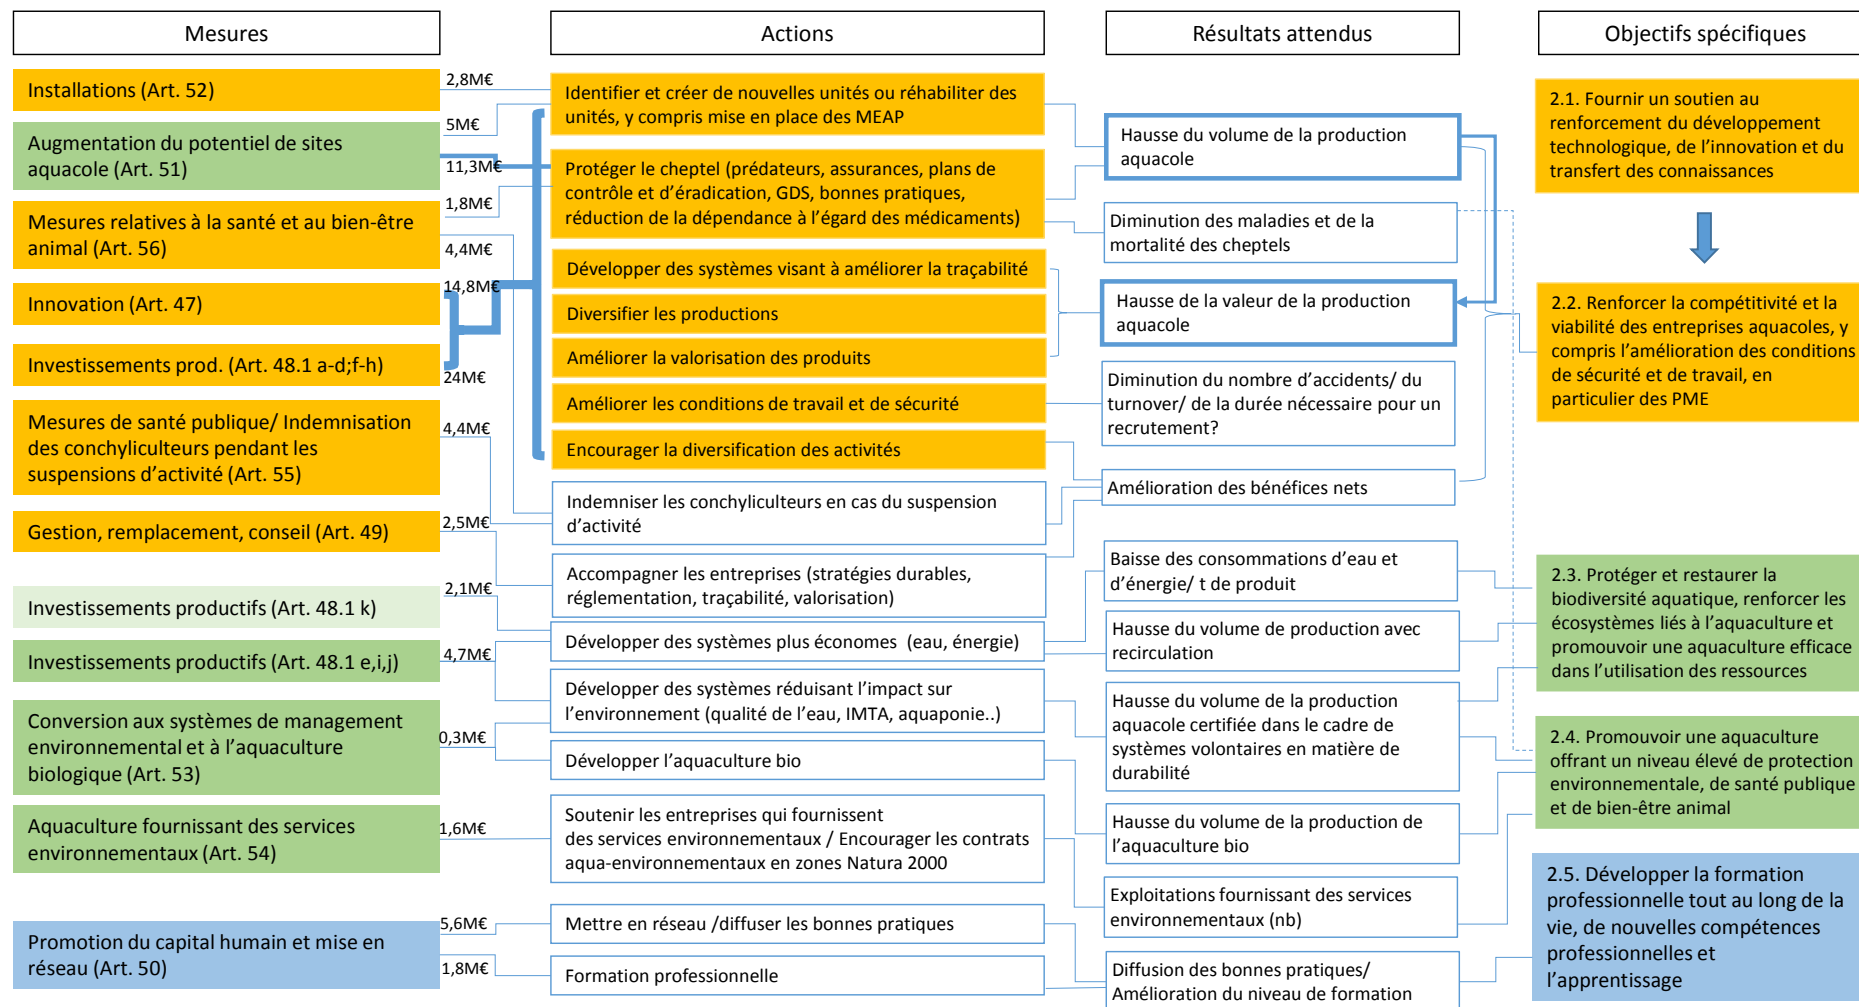 Mesures
Installations (Art. 52)
Augmentation du potentiel de sites
aquacole (Art. 51)
Mesures relatives à la santé et au bien-être
animal (Art. 56)
Innovation (Art. 47)
Investissements prod. (Art. 48.1 a-d;f-h)
Mesures de santé publique/ Indemnisation
des conchyliculteurs pendant les
suspensions d’activité (Art. 55)
Gestion, remplacement, conseil (Art. 49)
Investissements productifs (Art. 48.1 k)
Investissements productifs (Art. 48.1 e,i,j)
Conversion aux systèmes de management
environnemental et à l’aquaculture
biologique (Art. 53)
Aquaculture fournissant des services
environnementaux (Art. 54)
Promotion du capital humain et mise en
réseau (Art. 50)
2,8M€
5M€
11,3M€
1,8M€
4,4M€
14,8M€
24M€
4,4M€
2,5M€
2,1M€
4,7M€
0,3M€
1,6M€
5,6M€
1,8M€
Actions
Identifier et créer de nouvelles unités ou réhabiliter des
unités, y compris mise en place des MEAP
Protéger le cheptel (prédateurs, assurances, plans de
contrôle et d’éradication, GDS, bonnes pratiques,
réduction de la dépendance à l’égard des médicaments)
Développer des systèmes visant à améliorer la traçabilité
Diversifier les productions
Améliorer la valorisation des produits
Améliorer les conditions de travail et de sécurité
Encourager la diversification des activités
Indemniser les conchyliculteurs en cas du suspension
d’activité
Accompagner les entreprises (stratégies durables,
réglementation, traçabilité, valorisation)
Développer des systèmes plus économes (eau, énergie)
Développer des systèmes réduisant l’impact sur
l’environnement (qualité de l’eau, IMTA, aquaponie..)
Développer l’aquaculture bio
Soutenir les entreprises qui fournissent
des services environnementaux / Encourager les contrats
aqua-environnementaux en zones Natura 2000
Mettre en réseau /diffuser les bonnes pratiques
Formation professionnelle
Résultats attendus
Hausse du volume de la production
aquacole
Diminution des maladies et de la
mortalité des cheptels
Hausse de la valeur de la production
aquacole
Diminution du nombre d’accidents/ du
turnover/ de la durée nécessaire pour un
recrutement?
Amélioration des bénéfices nets
Baisse des consommations d’eau et
d’énergie/ t de produit
Hausse du volume de production avec
recirculation
Hausse du volume de la production
aquacole certifiée dans le cadre de
systèmes volontaires en matière de
durabilité
Hausse du volume de la production de
l’aquaculture bio
Exploitations fournissant des services
environnementaux (nb)
Diffusion des bonnes pratiques/
Amélioration du niveau de formation
Objectifs spécifiques
2.1. Fournir un soutien au
renforcement du développement
technologique, de l’innovation et du
transfert des connaissances
2.2. Renforcer la compétitivité et la
viabilité des entreprises aquacoles, y
compris l’amélioration des conditions
de sécurité et de travail, en
particulier des PME
2.3. Protéger et restaurer la
biodiversité aquatique, renforcer les
écosystèmes liés à l’aquaculture et
promouvoir une aquaculture efficace
dans l’utilisation des ressources
2.4. Promouvoir une aquaculture
offrant un niveau élevé de protection
environnementale, de santé publique
et de bien-être animal
2.5. Développer la formation
professionnelle tout au long de la
vie, de nouvelles compétences
professionnelles et
l’apprentissage